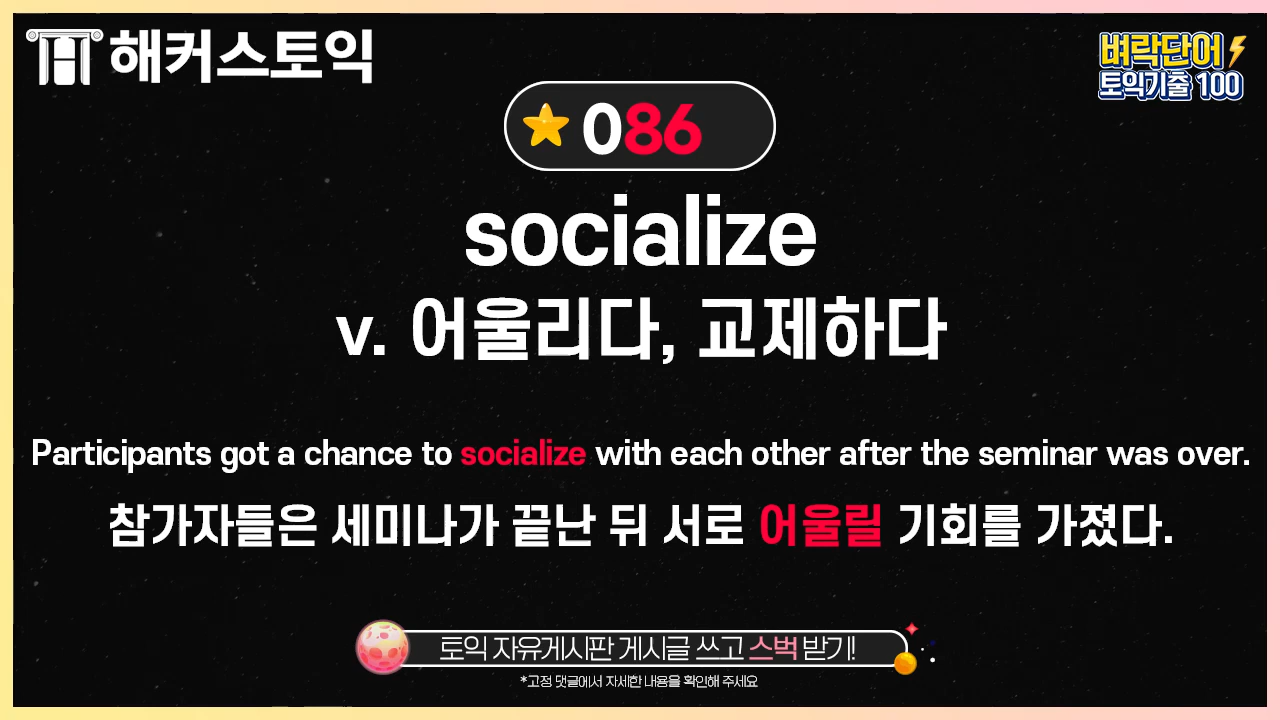 해커스토익
벼락단어
토익기출 100
086
socialize
v. 어울리다, 교제하다
Participants got a chance to socialize with each other after the seminar was over.
참가자들은 세미나가 끝난 뒤 서로 어울릴 기회를 가졌다.
토익 자유게시판 게시글 쓰고 스벅 받기!
*고정 댓글에서 자세한 내용을 확인해 주세요